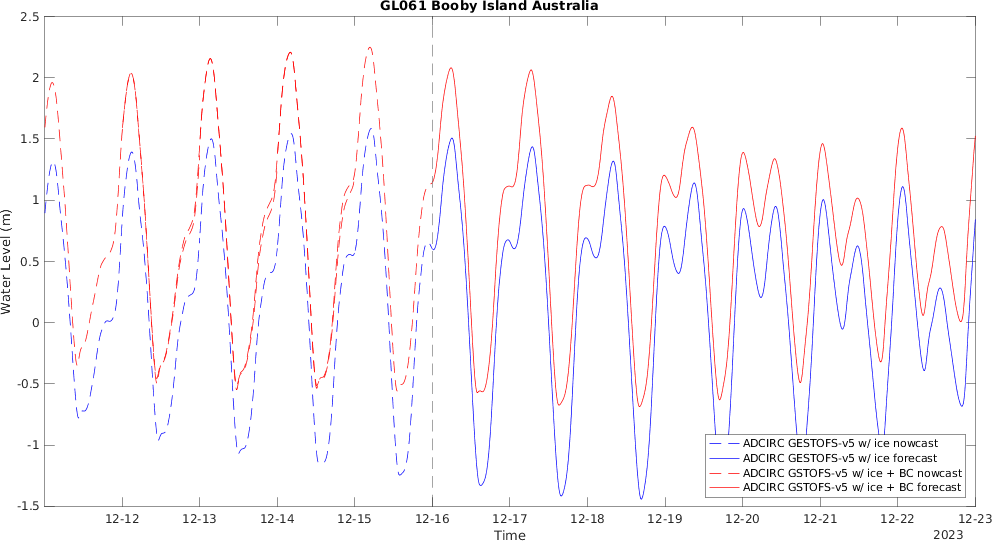 GL061 Booby Island Australia
Water Level (m)
2.5
2
1.5
1
0.5
0
-0.5
-1
-1.5
ADCIRC GESTOFS-v5 w/ ice nowcast
ADCIRC GESTOFS-v5 w/ ice forecast
ADCIRC GSTOFS-v5 w/ ice + BC nowcast
ADCIRC GSTOFS-v5 w/ ice + BC forecast
12-12 12-13 12-14 12-15 12-16 12-17 12-18 12-19 12-20 12-21 12-22 12-23
Time
2023